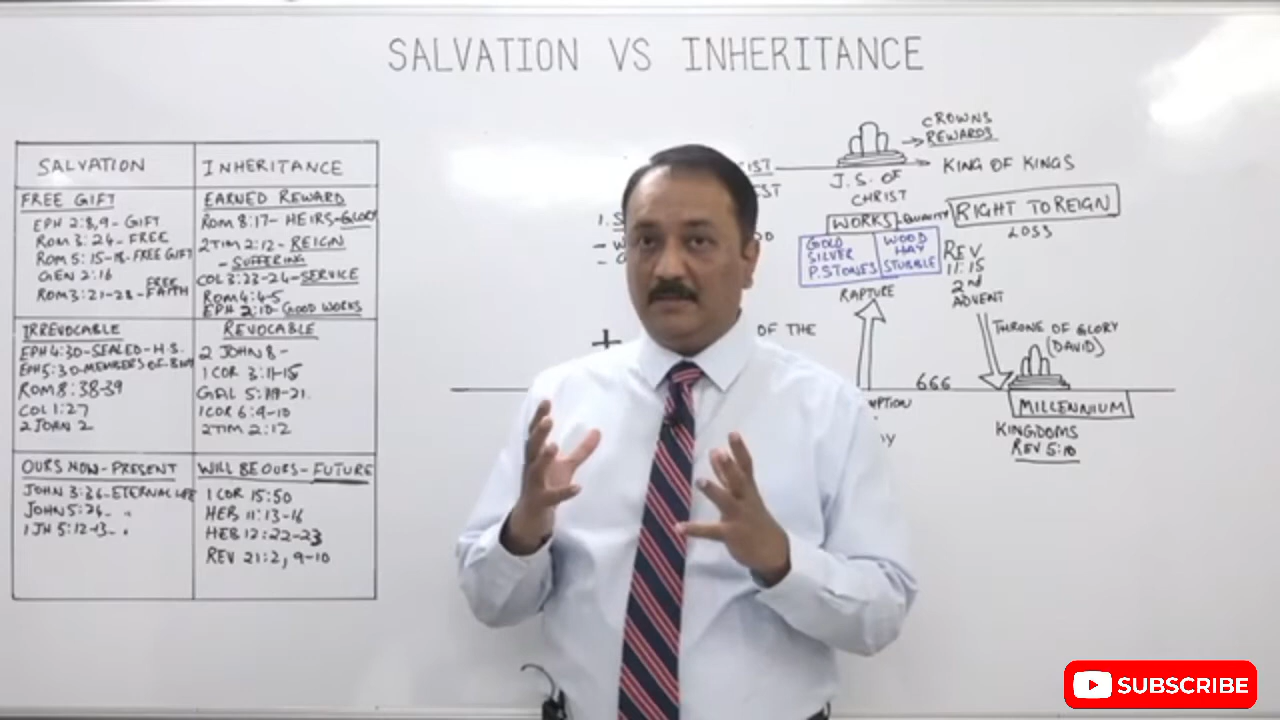 SALVATION VS INHERITANCE
SALVATION
INHERITANCE
FREE GIFT
EPH 2:8,9- GIFT
ROM 3:24- FREE
ROM 5:15-18-FREE GIFT
GEN 2:16
ROM 3:21-28-FREE FAITH
EARNED REWARD
ROM 8:17- HEIRS-GLORY
2TIM 2:12- REIGN
- SUFFERING
COL 3:23-24-SERVICE
ROM 4:4-5
EPH 2:10-GOOD WORKS
IRREVOCABLE
EPH 4:30-SEALED-H.S.
EPH 5:30-MEMBERS OF BODY
ROM 8:38-39
COL 1:27
2 JOHN 2
REVOCABLE
2 JOHN 8-
1 COR 3:11-15
GAL 5:19-21
1 COR 6:9-10
2 TIM 2:12
OURS NOW-PRESENT
JOHN 3:36-ETERNAL LIFE
JOHN 5:24- "
1 JH 5:12-13- "
WILL BE OURS-FUTURE
1 COR 15:50
HEB 11:13-16
HEB 12:22-23
REV 21:2, 9-10
1.
+
OF THE
CROWNS
REWARDS
KING OF KINGS
J.S. OF
CHRIST
WORKS-QUALITY
RIGHT TO REIGN
LOSS
GOLD
SILVER
P.STONES
WOOD
HAY
STUBBLE
RAPTURE
REV
11:15
2nd
ADVENT
THRONE OF GLORY
(DAVID)
666
MILLENNIUM
KINGDOMS
REV 5:10
SUBSCRIBE